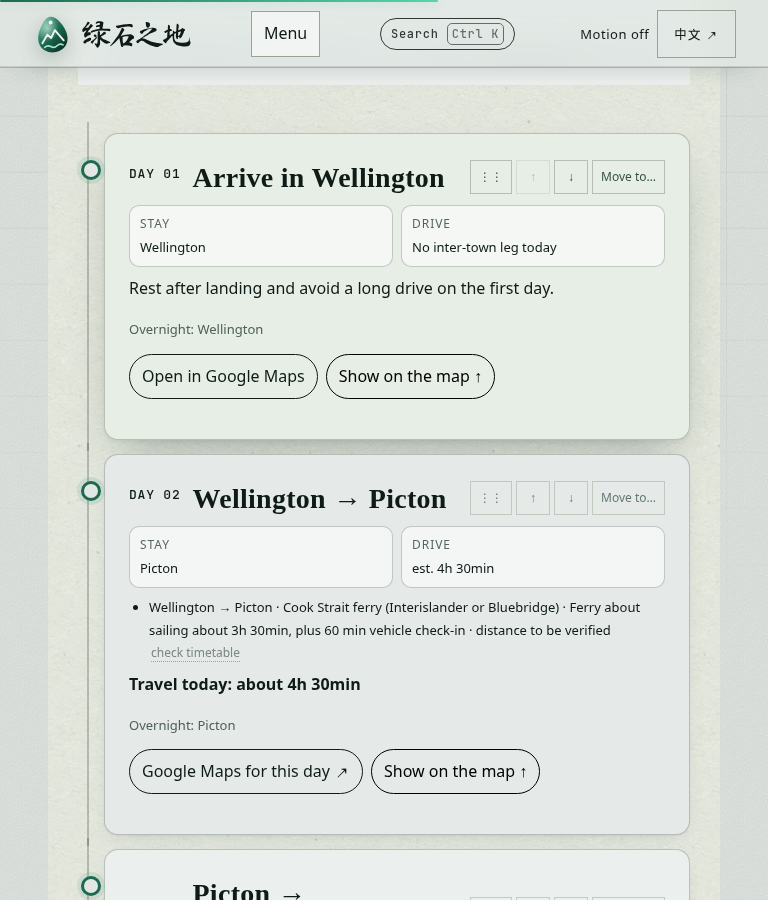 绿石之地
Menu
Search Ctrl K
Motion off
中文 ↗
DAY 01 Arrive in Wellington
⋮⋮ ↑ ↓ Move to…
STAY
Wellington
DRIVE
No inter-town leg today
Rest after landing and avoid a long drive on the first day.
Overnight: Wellington
Open in Google Maps
Show on the map ↑
DAY 02 Wellington → Picton
⋮⋮ ↑ ↓ Move to…
STAY
Picton
DRIVE
est. 4h 30min
• Wellington → Picton · Cook Strait ferry (Interislander or Bluebridge) · Ferry about
sailing about 3h 30min, plus 60 min vehicle check-in · distance to be verified
check timetable
Travel today: about 4h 30min
Overnight: Picton
Google Maps for this day ↗
Show on the map ↑
Picton →